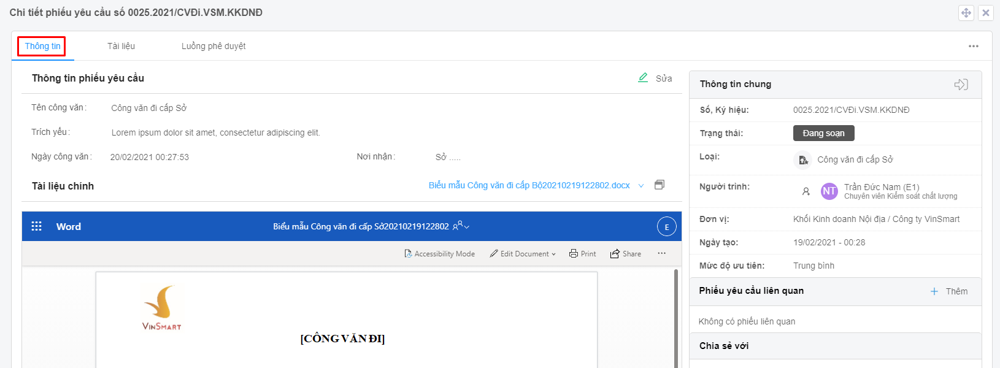 Chi tiết phiếu yêu cầu số 0025.2021/CVĐi.VSM.KKDNĐ
Thông tin
Tài liệu
Luồng phê duyệt
Thông tin phiếu yêu cầu
Sửa
Tên công văn:
Công văn đi cấp Sở
Trích yếu:
Lorem ipsum dolor sit amet, consectetur adipiscing elit.
Ngày công văn:
20/02/2021 00:27:53
Nơi nhận:
Sở .....
Tài liệu chính
Biểu mẫu Công văn đi cấp Bộ20210219122802.docx
Word
Biểu mẫu Công văn đi cấp Sở20210219122802
E
Accessibility Mode
Edit Document
Print
Share
VINSMART
[CÔNG VĂN ĐI]
Thông tin chung
Số, Ký hiệu:
0025.2021/CVĐi.VSM.KKDNĐ
Trạng thái:
Đang soạn
Loại:
Công văn đi cấp Sở
Người trình:
NT
Trần Đức Nam (E1)
Chuyên viên Kiểm soát chất lượng
Đơn vị:
Khối Kinh doanh Nội địa / Công ty VinSmart
Ngày tạo:
19/02/2021 - 00:28
Mức độ ưu tiên:
Trung bình
Phiếu yêu cầu liên quan
Thêm
Không có phiếu liên quan
Chia sẻ với